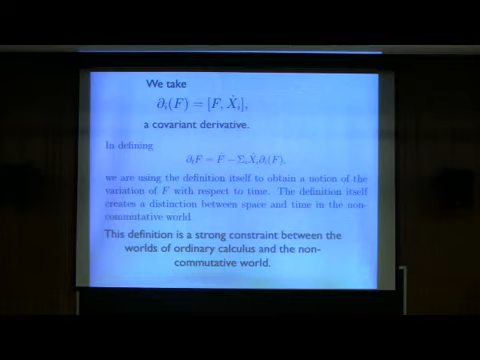 We take
∂ᵢ(F) = [F, Ẋᵢ],
a covariant derivative.
In defining
∂ₜF = Ḟ − Σᵢ Ẋᵢ∂ᵢ(F),
we are using the definition itself to obtain a notion of the
variation of F with respect to time. The definition itself
creates a distinction between space and time in the non-
commutative world.
This definition is a strong constraint between the
worlds of ordinary calculus and the non-
commutative world.